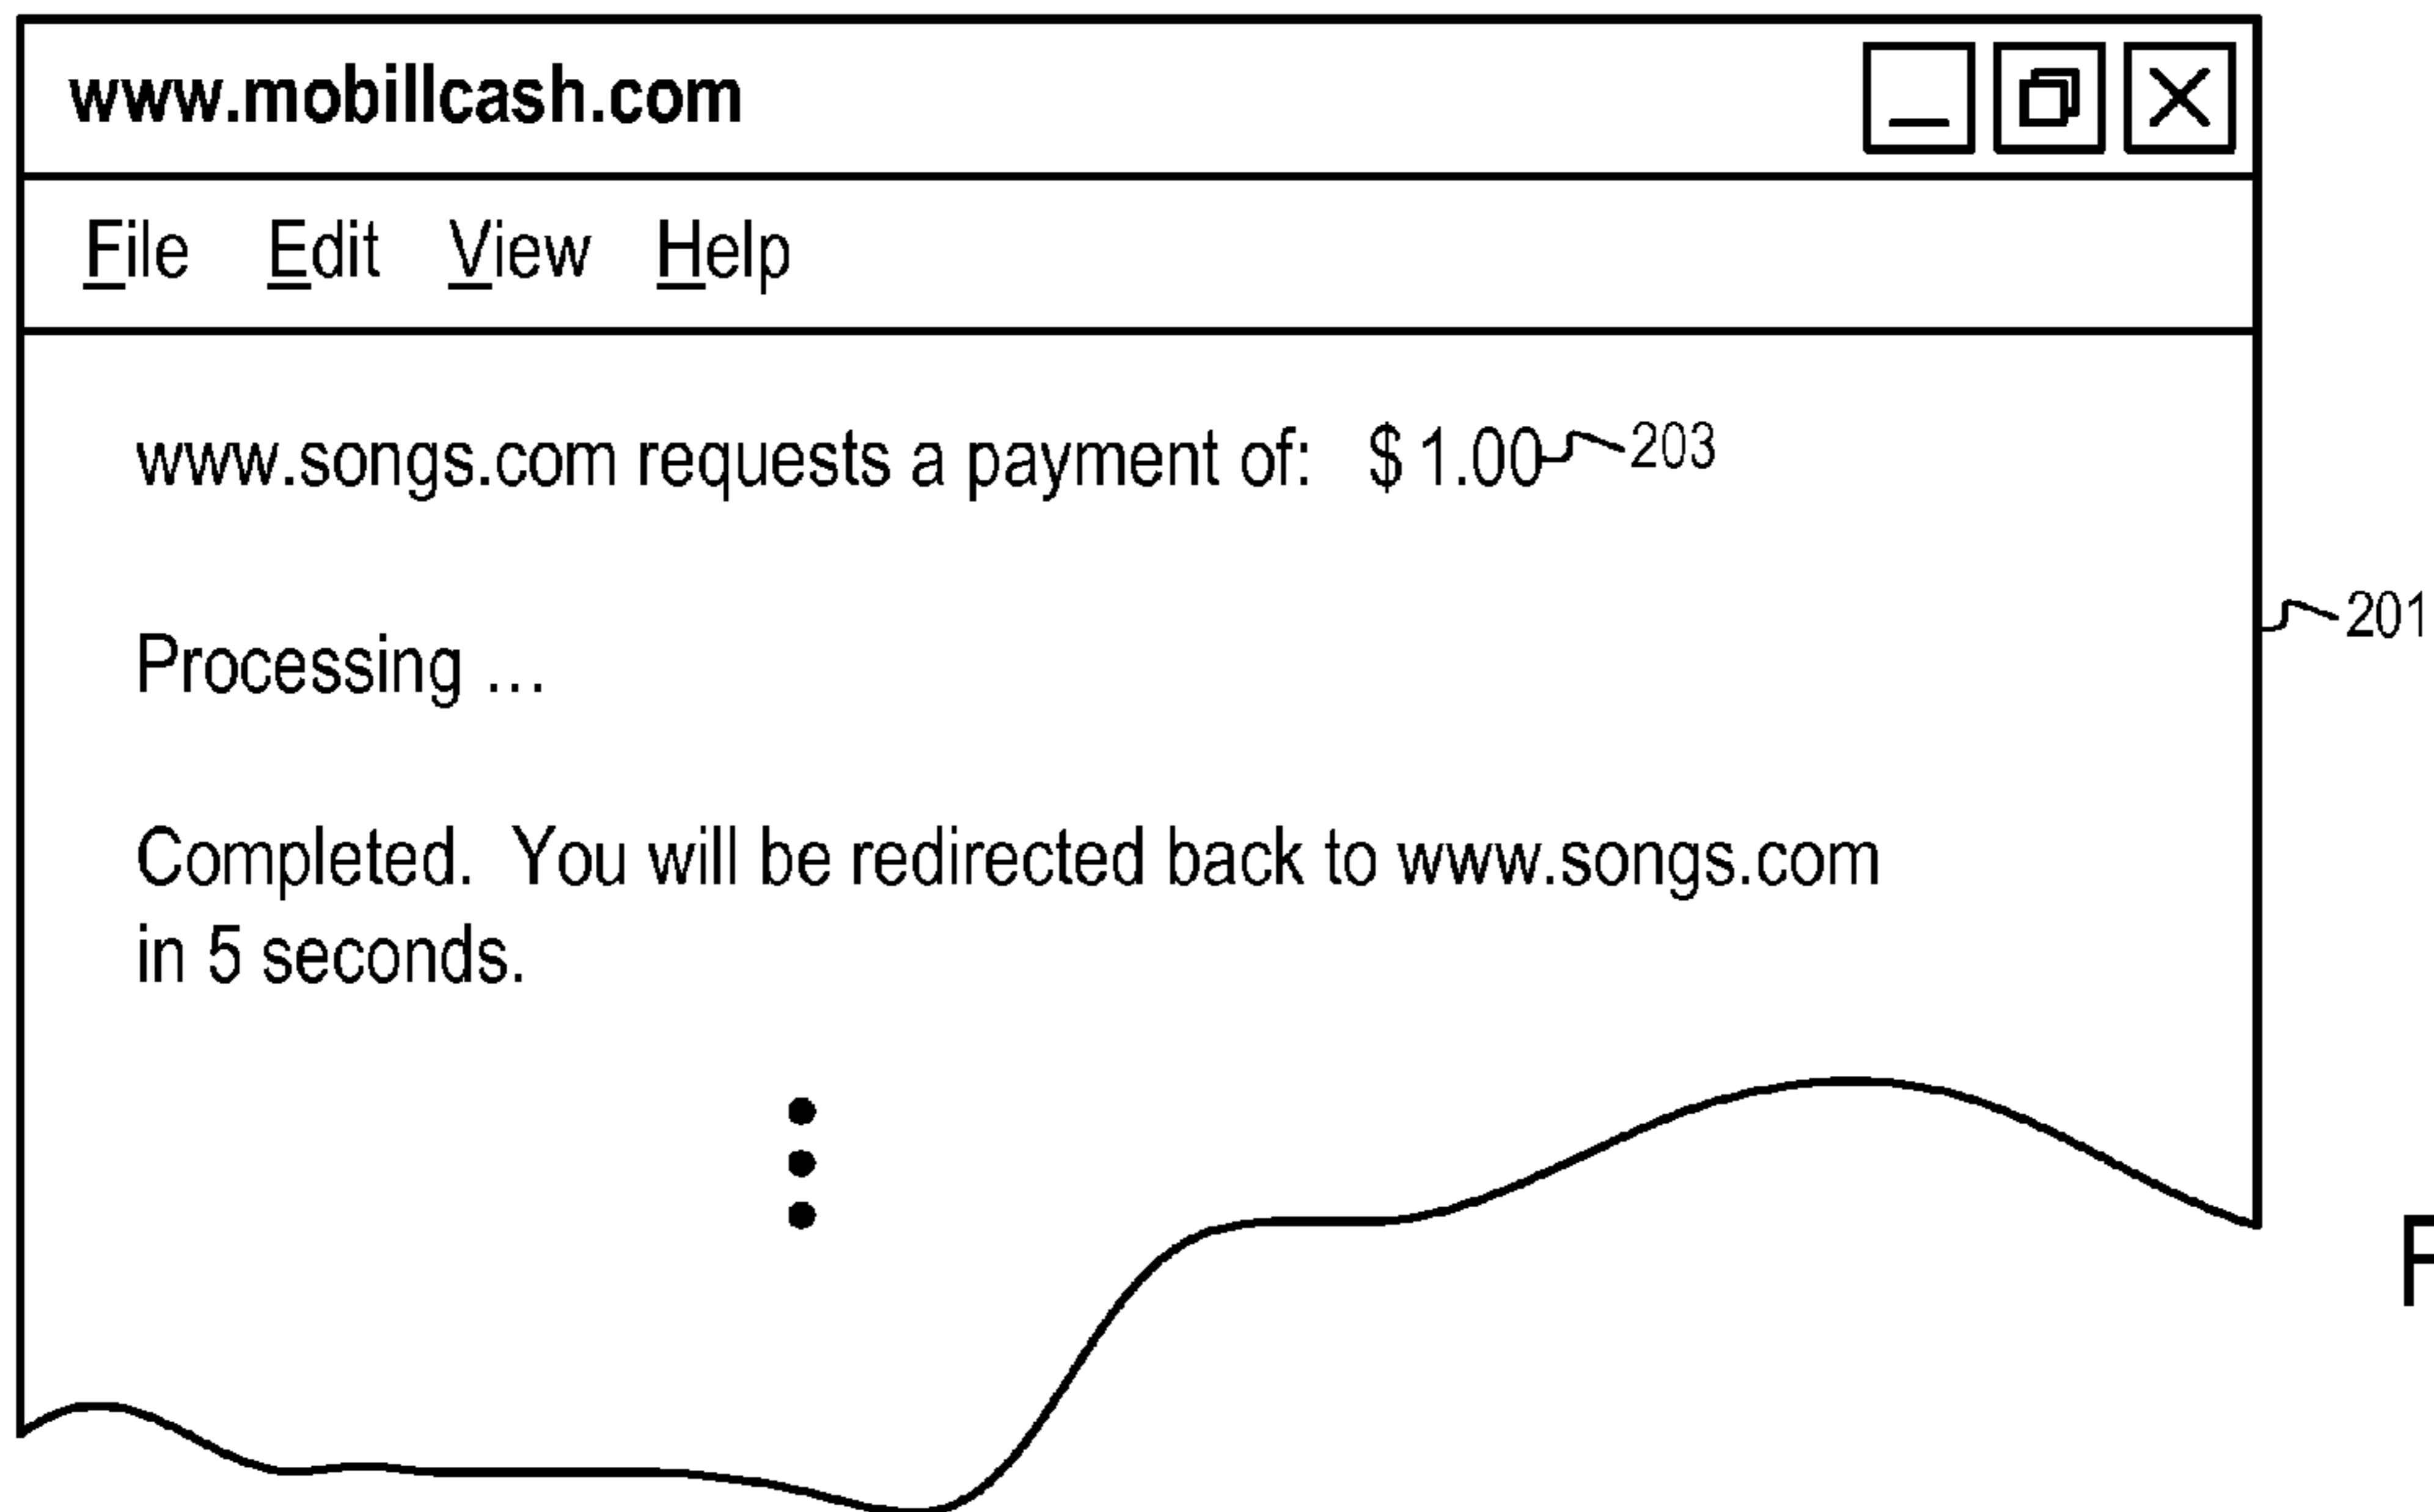 www.mobillcash.com
File Edit View Help
www.songs.com requests a payment of: $ 1.00 203
201
Processing ...
Completed. You will be redirected back to www.songs.com
in 5 seconds.